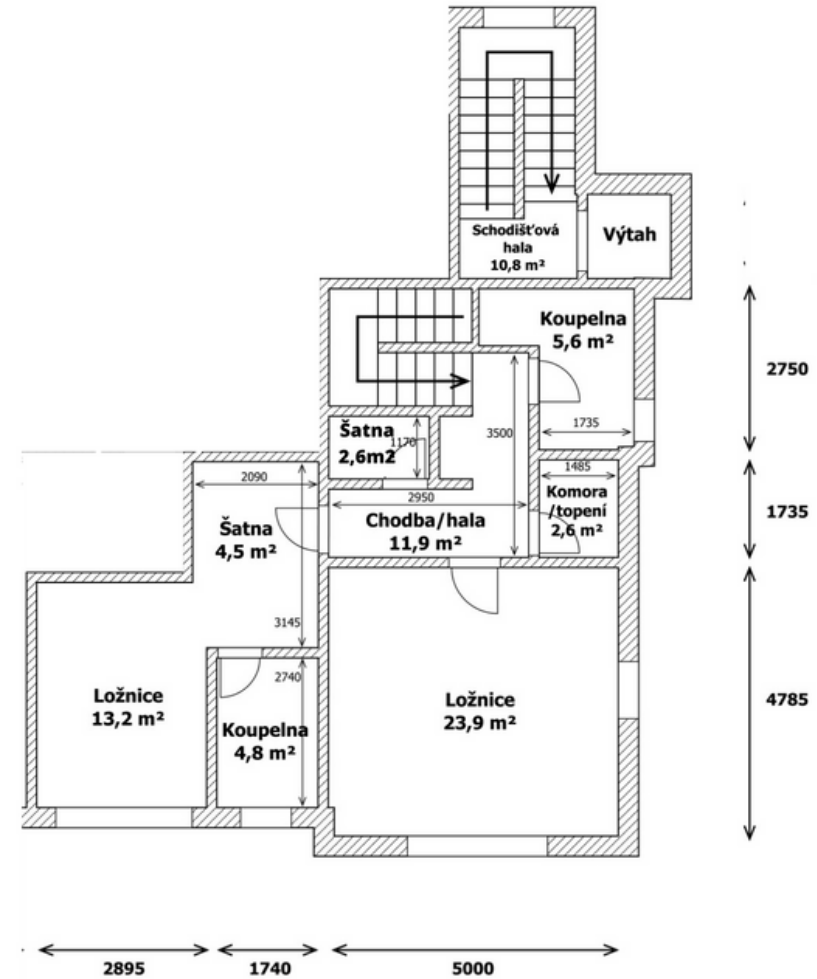 Schodišťová
hala
10,8 m²
Výtah
Koupelna
5,6 m²
2750
1735
3500
Šatna
1170
2,6m2
1485
2090
2950
Komora
/topení
2,6 m²
1735
Šatna
4,5 m²
Chodba/hala
11,9 m²
3145
2740
Ložnice
13,2 m²
Ložnice
23,9 m²
4785
Koupelna
4,8 m²
2895
1740
5000